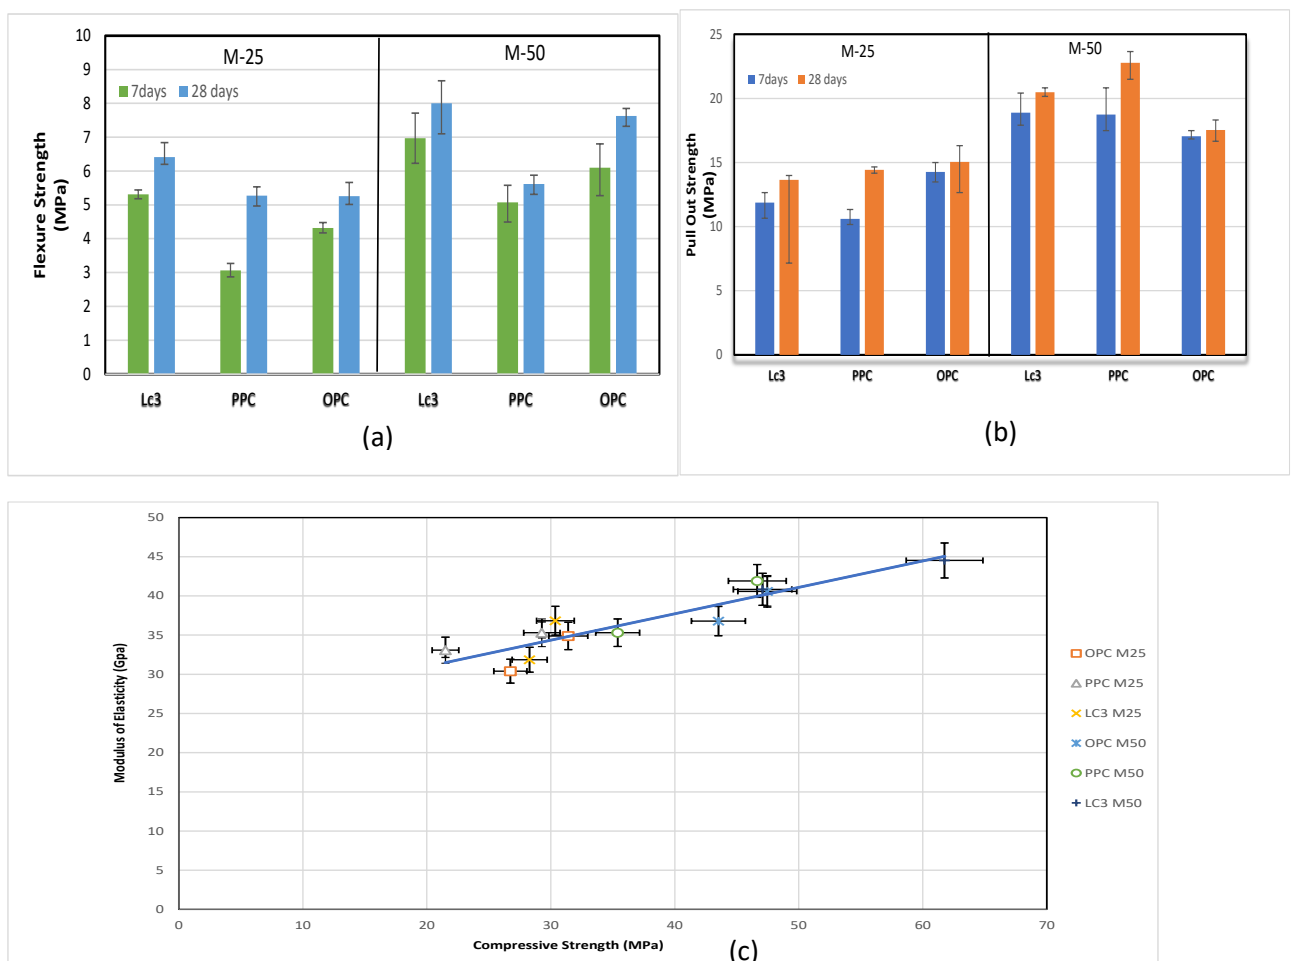 10
9
8
7
6
5
4
3
2
1
0
Flexure Strength
(MPa)
M-25
M-50
7days
28 days
Lc3
PPC
OPC
Lc3
PPC
OPC
(a)
25
20
15
10
5
0
Pull Out Strength
(MPa)
M-25
M-50
7days
28 days
Lc3
PPC
OPC
Lc3
PPC
OPC
(b)
50
45
40
35
30
25
20
15
10
5
0
Modulus of Elasticity (Gpa)
0
10
20
30
40
50
60
70
Compressive Strength (MPa)
(c)
OPC M25
PPC M25
LC3 M25
OPC M50
PPC M50
LC3 M50